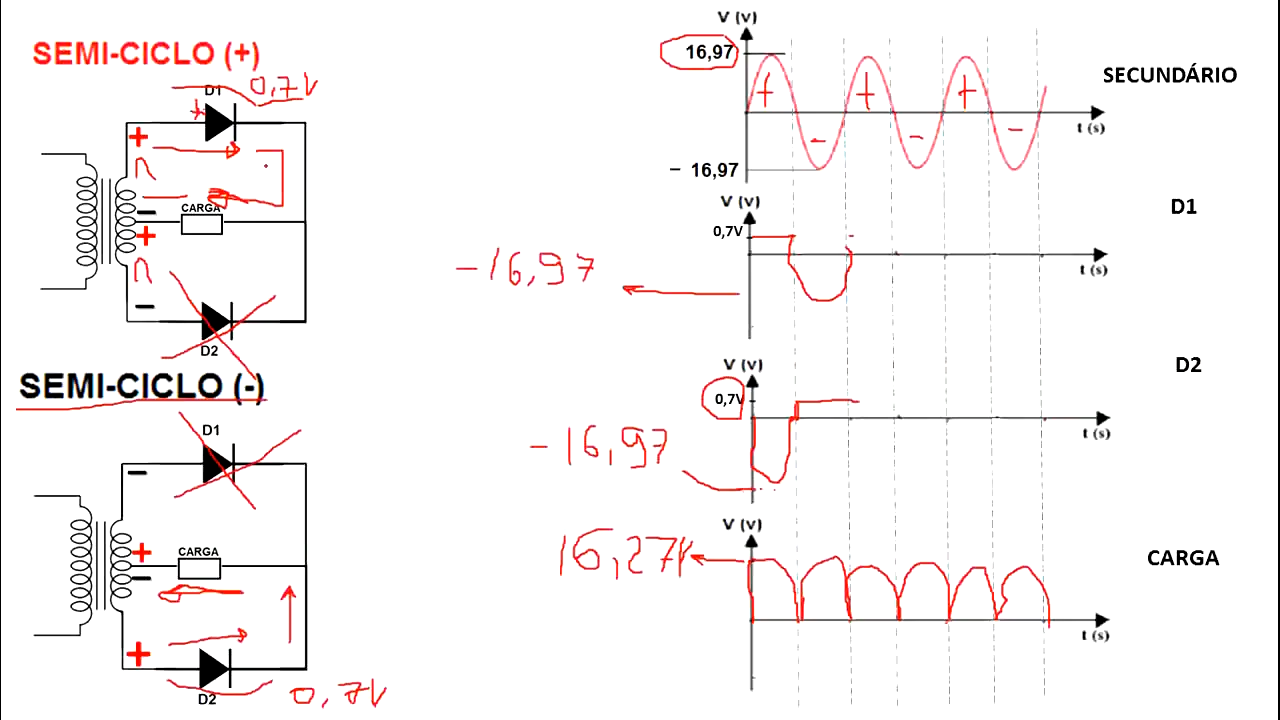 SEMI-CICLO (+)
D1
0,7V
+
−
CARGA
+
−
D2
SEMI-CICLO (-)
D1
−
+
CARGA
−
+
D2
0,7V
V (v)
16,97
+
+
+
-
-
-
− 16,97
t (s)
SECUNDÁRIO
V (v)
0,7V
-16,97
t (s)
D1
V (v)
0,7V
-16,97
t (s)
D2
V (v)
16,27V
t (s)
CARGA